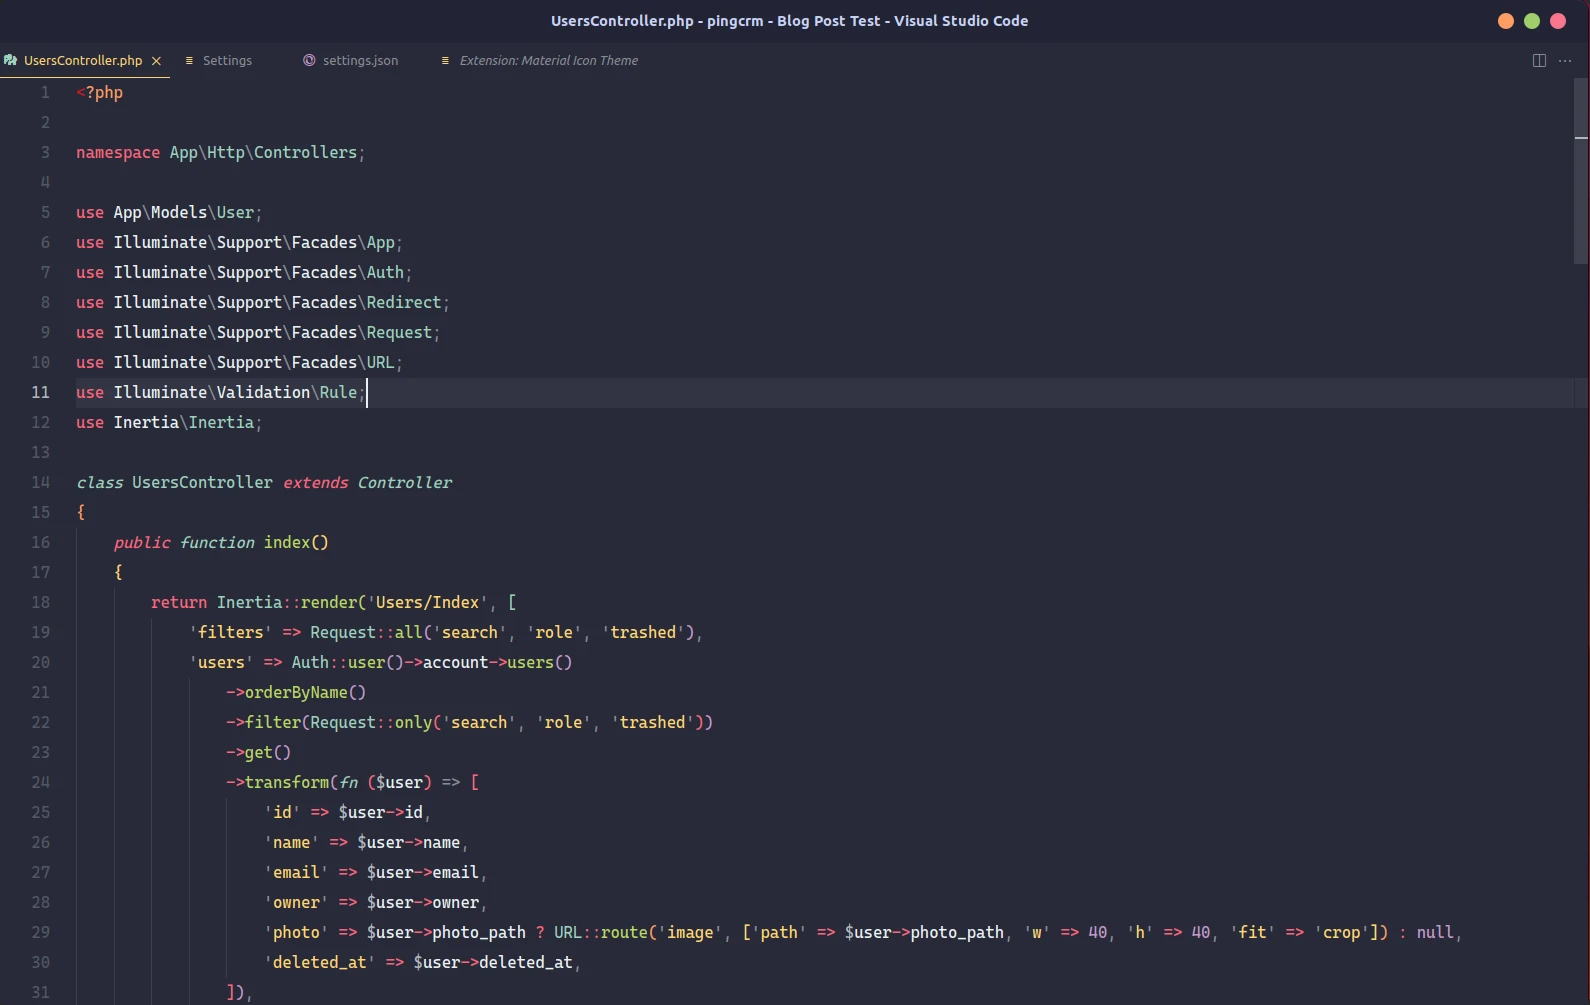 UsersController.php - pingcrm - Blog Post Test - Visual Studio Code
UsersController.php Settings settings.json Extension: Material Icon Theme
1 <?php
2
3 namespace App\Http\Controllers;
4
5 use App\Models\User;
6 use Illuminate\Support\Facades\App;
7 use Illuminate\Support\Facades\Auth;
8 use Illuminate\Support\Facades\Redirect;
9 use Illuminate\Support\Facades\Request;
10 use Illuminate\Support\Facades\URL;
11 use Illuminate\Validation\Rule;
12 use Inertia\Inertia;
13
14 class UsersController extends Controller
15 {
16     public function index()
17     {
18         return Inertia::render('Users/Index', [
19             'filters' => Request::all('search', 'role', 'trashed'),
20             'users' => Auth::user()->account->users()
21                 ->orderByName()
22                 ->filter(Request::only('search', 'role', 'trashed'))
23                 ->get()
24                 ->transform(fn ($user) => [
25                     'id' => $user->id,
26                     'name' => $user->name,
27                     'email' => $user->email,
28                     'owner' => $user->owner,
29                     'photo' => $user->photo_path ? URL::route('image', ['path' => $user->photo_path, 'w' => 40, 'h' => 40, 'fit' => 'crop']) : null,
30                     'deleted_at' => $user->deleted_at,
31                 ]),